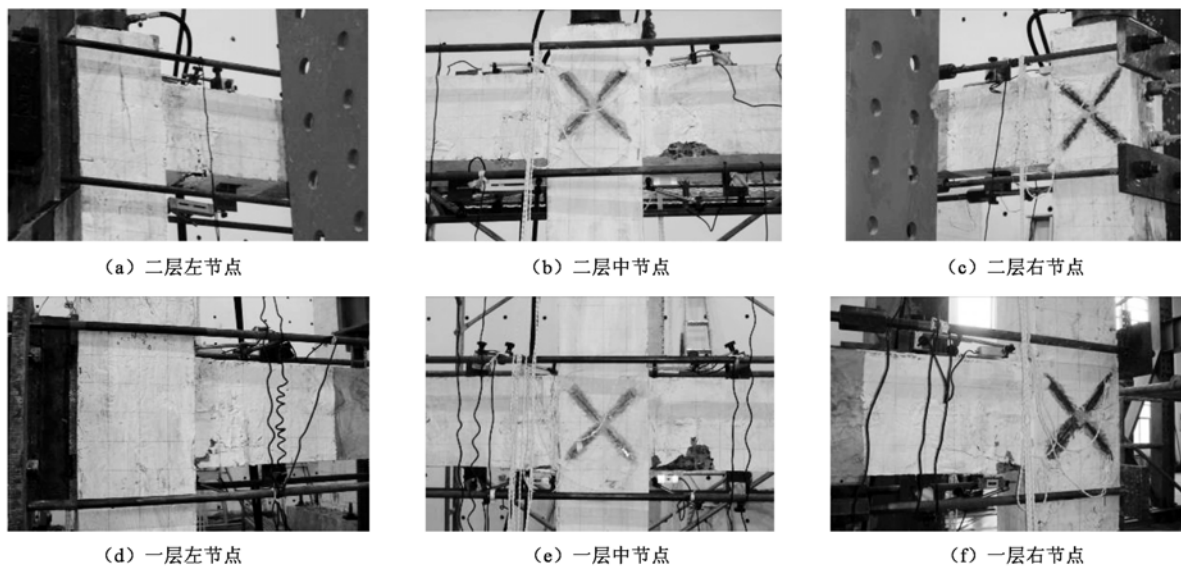 （a）二层左节点
（b）二层中节点
（c）二层右节点
（d）一层左节点
（e）一层中节点
（f）一层右节点